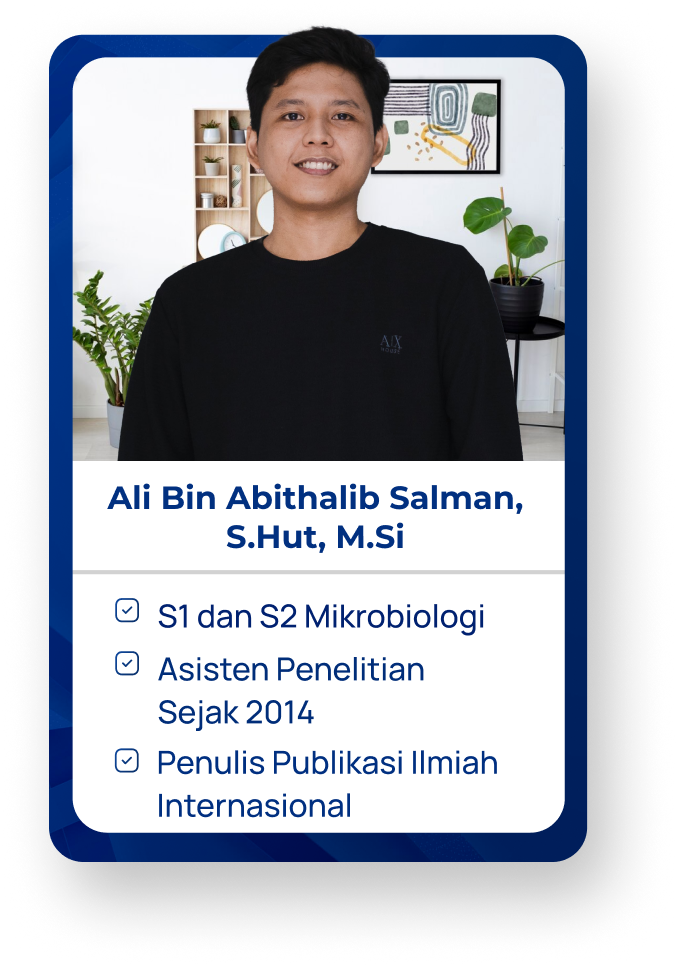 A|X
Ali Bin Abithalib Salman,
S.Hut, M.Si
S1 dan S2 Mikrobiologi
Asisten Penelitian
Sejak 2014
Penulis Publikasi Ilmiah
Internasional